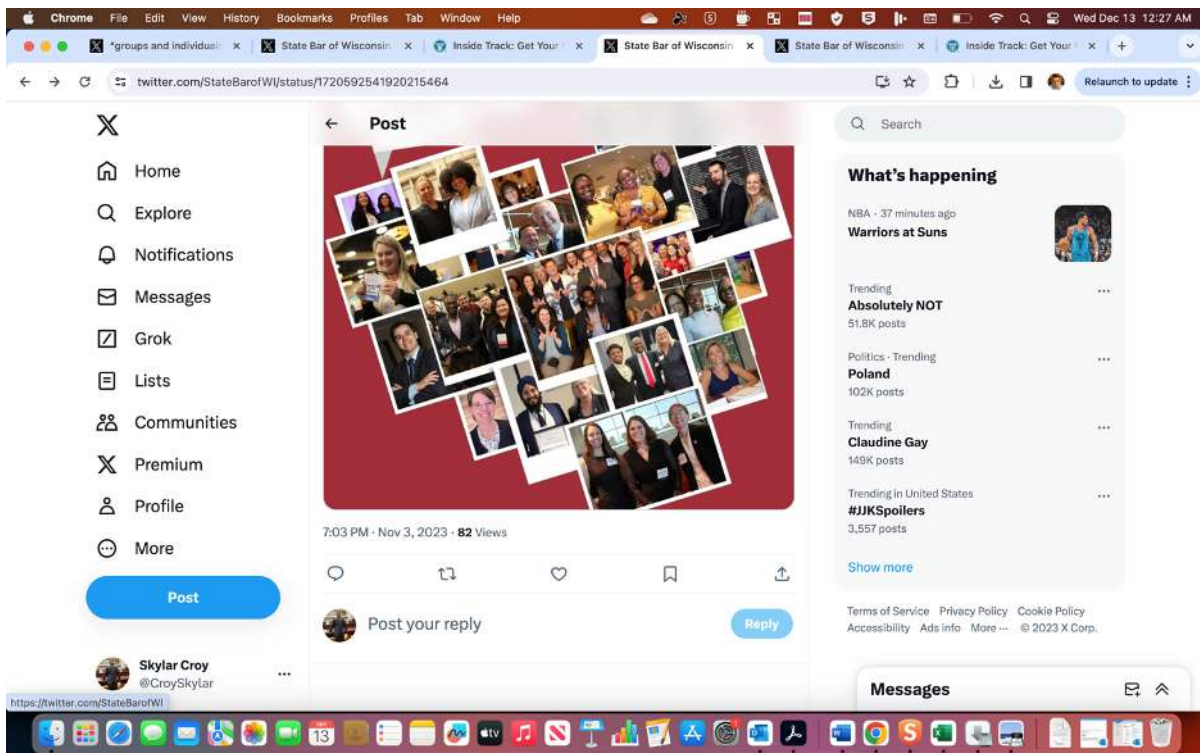 Chrome File Edit View History Bookmarks Profiles Tab Window Help Wed Dec 13 12:27 AM
*groups and individual State Bar of Wisconsin Inside Track: Get Your State Bar of Wisconsin State Bar of Wisconsin Inside Track: Get Your
twitter.com/StateBarofWI/status/1720592541920215464 Relaunch to update
Post
Search
Home
Explore
Notifications
Messages
Grok
Lists
Communities
Premium
Profile
More
Post
Skylar Croy
@CroySkylar
7:03 PM · Nov 3, 2023 · 82 Views
Post your reply
Reply
What's happening
NBA · 37 minutes ago
Warriors at Suns
Trending
Absolutely NOT
51.8K posts
Politics · Trending
Poland
102K posts
Trending
Claudine Gay
149K posts
Trending in United States
#JJKSpoilers
3,557 posts
Show more
Terms of Service Privacy Policy Cookie Policy
Accessibility Ads info More ... © 2023 X Corp.
Messages
https://twitter.com/StateBarofWI
13
tv